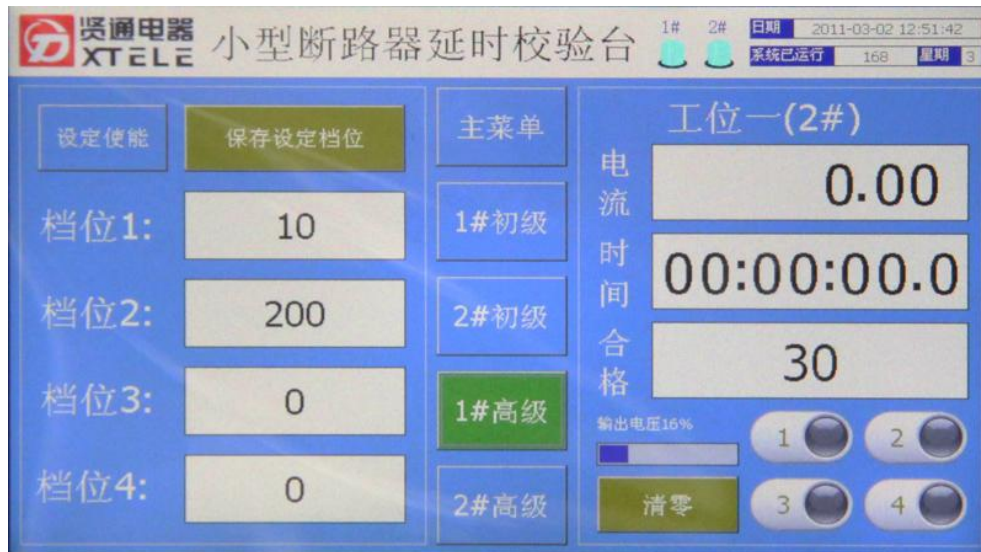 贤通电器
XTELE
小型断路器延时校验台
1# 2#
日期 2011-03-02 12:51:42
系统已运行 168 星期 3
设定使能 保存设定档位
档位1: 10
档位2: 200
档位3: 0
档位4: 0
主菜单
1#初级
2#初级
1#高级
2#高级
工位一(2#)
电流 0.00
时间 00:00:00.0
合格 30
输出电压16%
清零
1 2
3 4